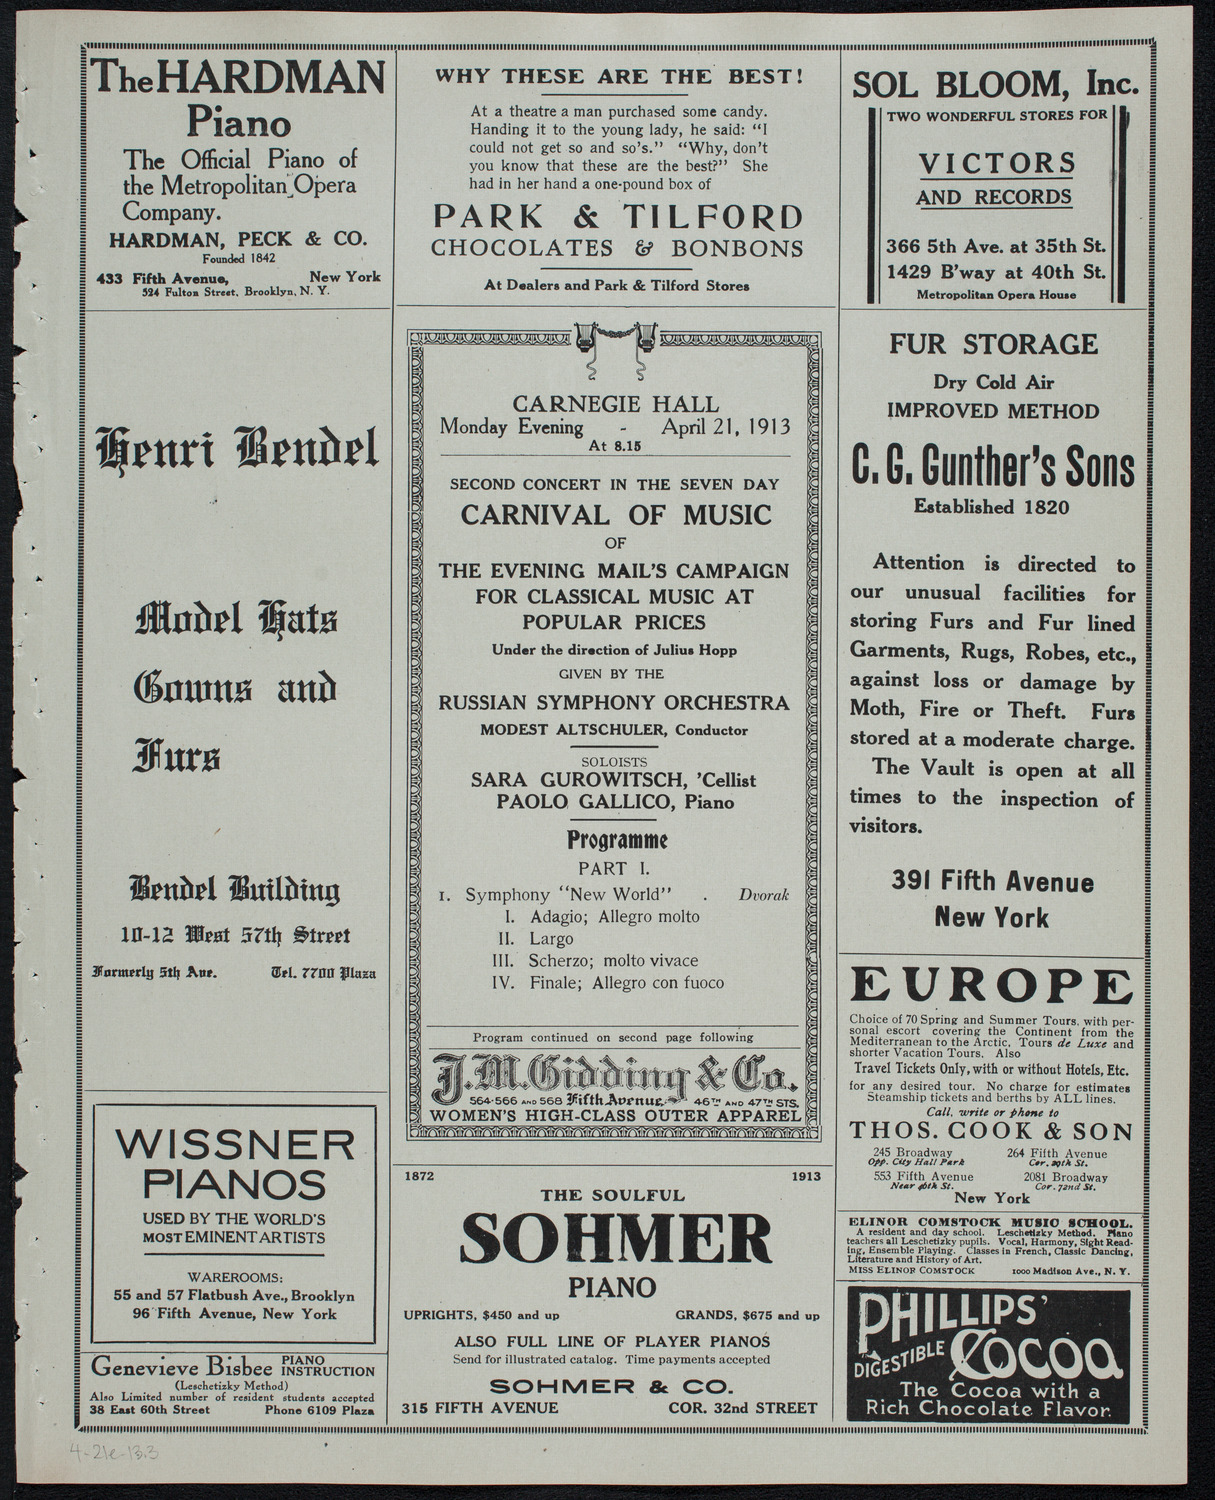 The HARDMAN
Piano
The Official Piano of
the Metropolitan Opera
Company.
HARDMAN, PECK & CO.
Founded 1842
433 Fifth Avenue, New York
524 Fulton Street, Brooklyn, N. Y.
Henri Bendel
Model Hats
Gowns and
Furs
Bendel Building
10-12 West 57th Street
Formerly 5th Ave. Tel. 7700 Plaza
WISSNER
PIANOS
USED BY THE WORLD'S
MOST EMINENT ARTISTS
WAREROOMS:
55 and 57 Flatbush Ave., Brooklyn
96 Fifth Avenue, New York
Genevieve Bisbee PIANO INSTRUCTION
(Leschetizky Method)
Also Limited number of resident students accepted
38 East 60th Street Phone 6109 Plaza
WHY THESE ARE THE BEST!
At a theatre a man purchased some candy.
Handing it to the young lady, he said: "I
could not get so and so's." "Why, don't
you know that these are the best?" She
had in her hand a one-pound box of
PARK & TILFORD
CHOCOLATES & BONBONS
At Dealers and Park & Tilford Stores
CARNEGIE HALL
Monday Evening - April 21, 1913
At 8.15
SECOND CONCERT IN THE SEVEN DAY
CARNIVAL OF MUSIC
OF
THE EVENING MAIL'S CAMPAIGN
FOR CLASSICAL MUSIC AT
POPULAR PRICES
Under the direction of Julius Hopp
GIVEN BY THE
RUSSIAN SYMPHONY ORCHESTRA
MODEST ALTSCHULER, Conductor
SOLOISTS
SARA GUROWITSCH, 'Cellist
PAOLO GALLICO, Piano
Programme
PART I.
1. Symphony "New World" . Dvorak
I. Adagio; Allegro molto
II. Largo
III. Scherzo; molto vivace
IV. Finale; Allegro con fuoco
Program continued on second page following
J.M. Gidding & Co.
564-566 AND 568 Fifth Avenue, 46TH AND 47TH STS.
WOMEN'S HIGH-CLASS OUTER APPAREL
1872 1913
THE SOULFUL
SOHMER
PIANO
UPRIGHTS, $450 and up GRANDS, $675 and up
ALSO FULL LINE OF PLAYER PIANOS
Send for illustrated catalog. Time payments accepted
SOHMER & CO.
315 FIFTH AVENUE COR. 32nd STREET
SOL BLOOM, Inc.
TWO WONDERFUL STORES FOR
VICTORS
AND RECORDS
366 5th Ave. at 35th St.
1429 B'way at 40th St.
Metropolitan Opera House
FUR STORAGE
Dry Cold Air
IMPROVED METHOD
C. G. Gunther's Sons
Established 1820
Attention is directed to
our unusual facilities for
storing Furs and Fur lined
Garments, Rugs, Robes, etc.,
against loss or damage by
Moth, Fire or Theft. Furs
stored at a moderate charge.
The Vault is open at all
times to the inspection of
visitors.
391 Fifth Avenue
New York
EUROPE
Choice of 70 Spring and Summer Tours, with per-
sonal escort covering the Continent from the
Mediterranean to the Arctic. Tours de Luxe and
shorter Vacation Tours. Also
Travel Tickets Only, with or without Hotels, Etc.
for any desired tour. No charge for estimates
Steamship tickets and berths by ALL lines.
Call, write or phone to
THOS. COOK & SON
245 Broadway 264 Fifth Avenue
Opp. City Hall Park Cor. 29th St.
553 Fifth Avenue 2081 Broadway
Near 46th St. Cor. 72nd St.
New York
ELINOR COMSTOCK MUSIC SCHOOL.
A resident and day school. Leschetizky Method. Piano
teachers all Leschetizky pupils. Vocal, Harmony, Sight Read-
ing, Ensemble Playing. Classes in French, Classic Dancing,
Literature and History of Art.
MISS ELINOR COMSTOCK 1000 Madison Ave., N. Y.
PHILLIPS'
DIGESTIBLE Cocoa
The Cocoa with a
Rich Chocolate Flavor.
4-21e-13.3